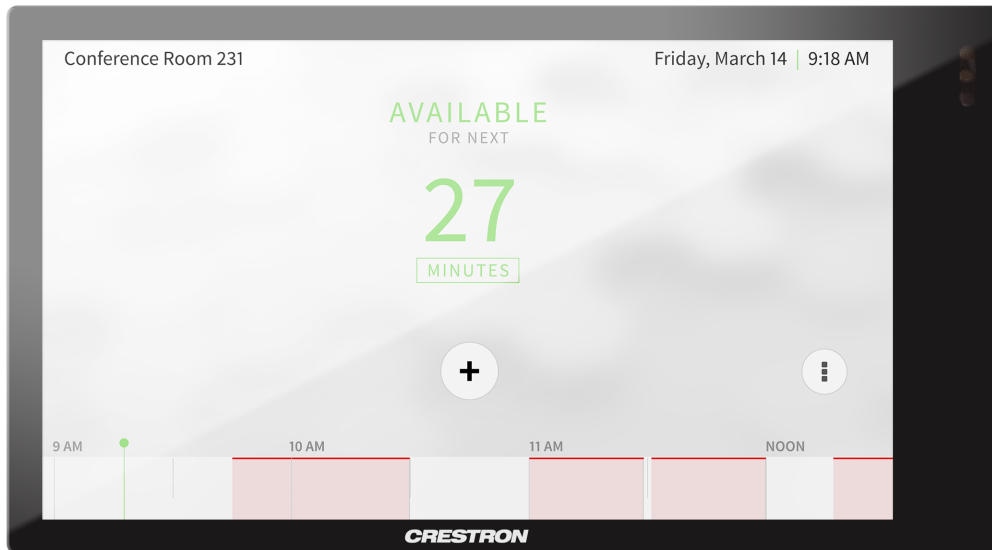 Conference Room 231
Friday, March 14 | 9:18 AM
AVAILABLE
FOR NEXT
27
MINUTES
9 AM
10 AM
11 AM
NOON
CRESTRON